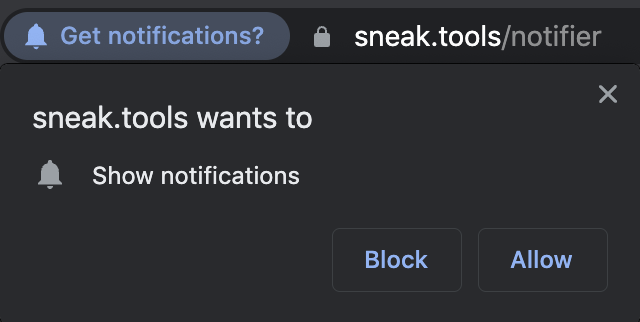 Get notifications? sneak.tools/notifier
sneak.tools wants to
Show notifications
Block Allow